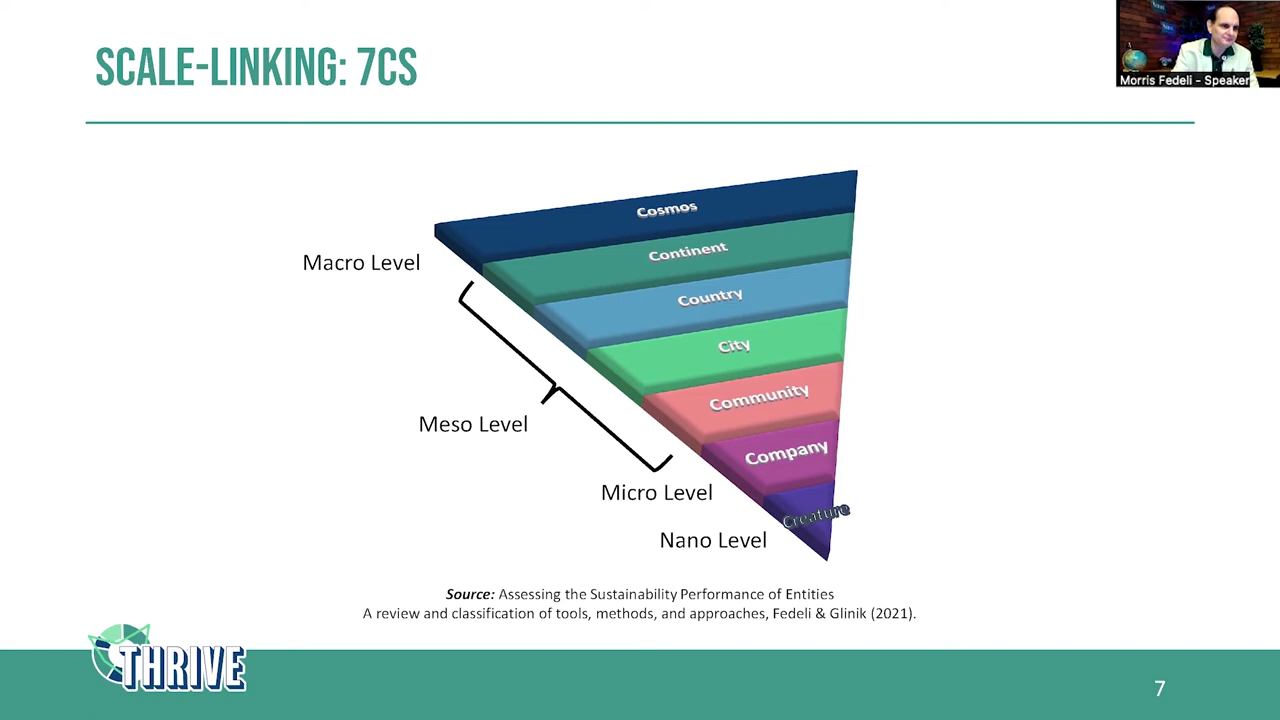 SCALE-LINKING: 7CS
Morris Fedeli - Speaker
Cosmos
Macro Level
Continent
Country
City
Community
Meso Level
Company
Micro Level
Creature
Nano Level
Source: Assessing the Sustainability Performance of Entities
A review and classification of tools, methods, and approaches, Fedeli & Glinik (2021).
THRIVE
7